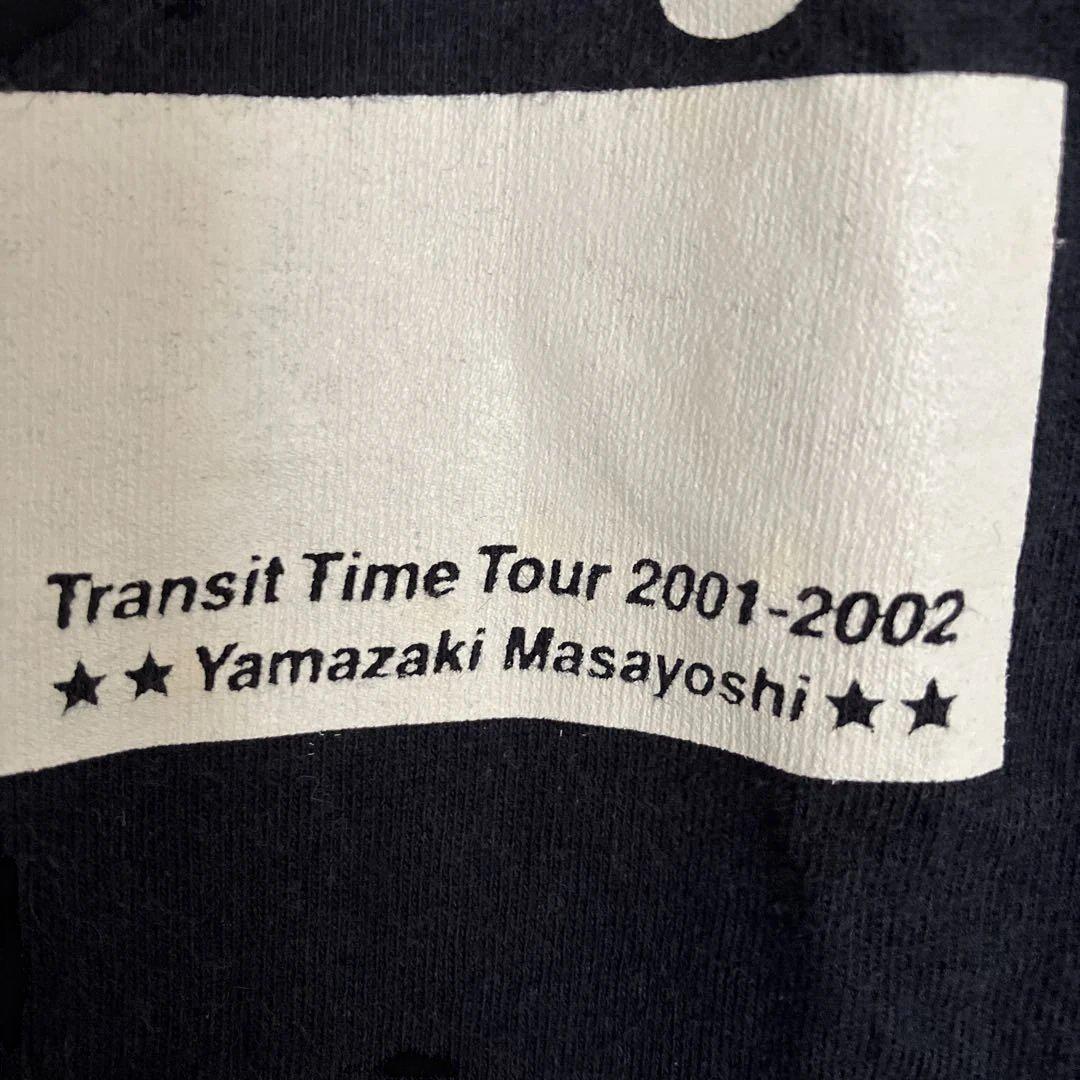 Transit Time Tour 2001-2002
★★ Yamazaki Masayoshi ★★